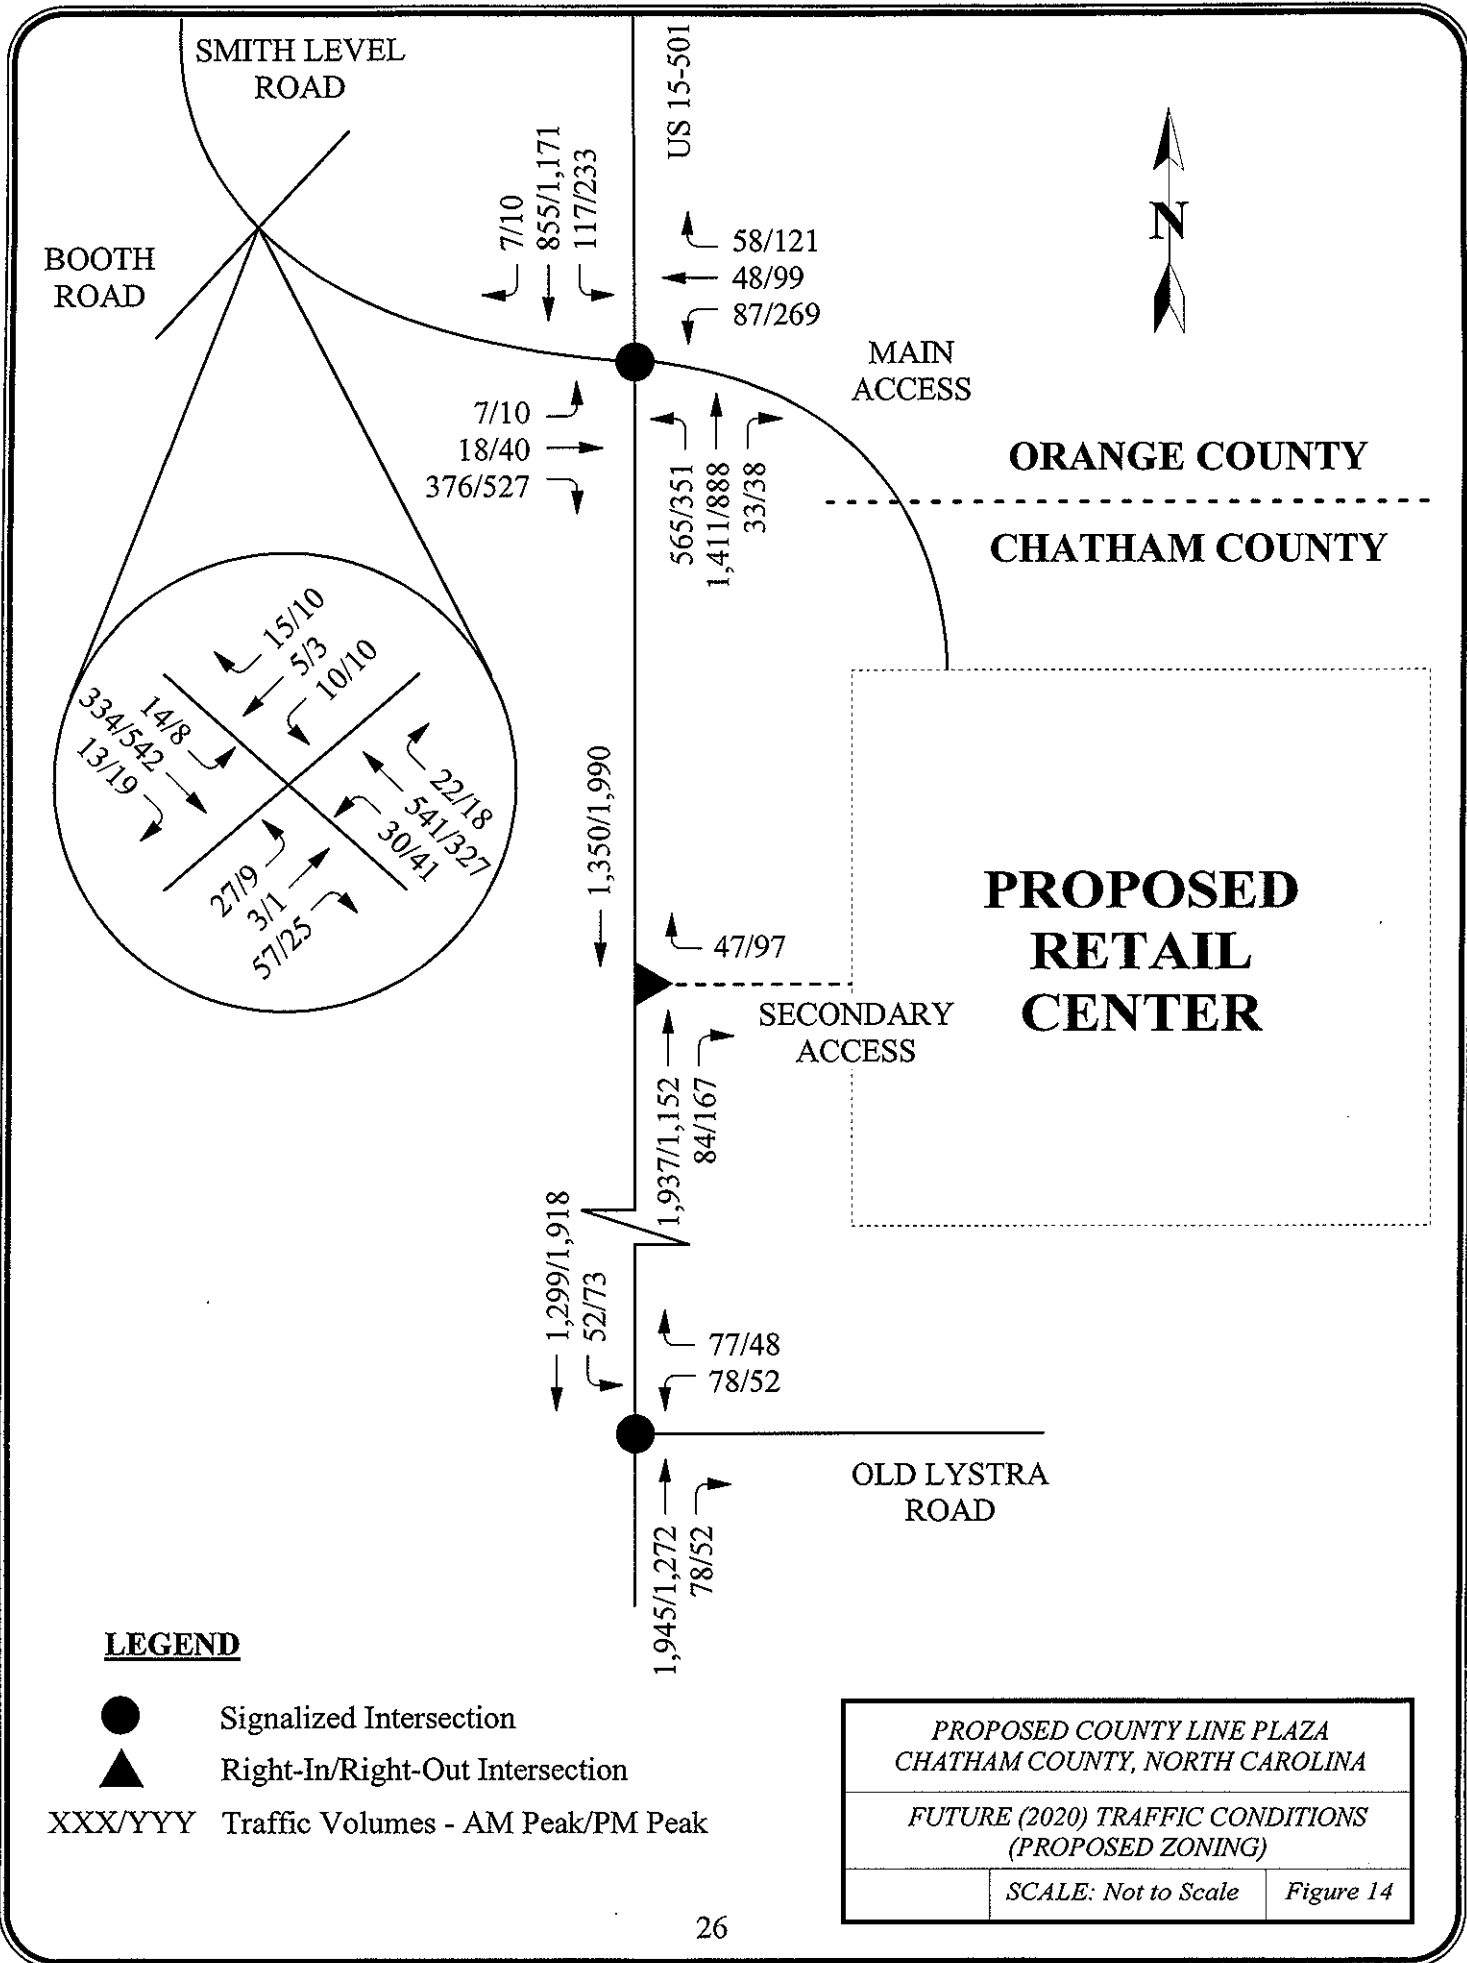 SMITH LEVEL
ROAD
US 15-501
7/10
855/1,171
117/233
58/121
48/99
87/269
N
BOOTH
ROAD
MAIN
ACCESS
7/10
18/40
376/527
565/351
1,411/888
33/38
ORANGE COUNTY
CHATHAM COUNTY
15/10
5/3
10/10
14/8
334/542
13/19
22/18
541/327
30/41
27/9
3/1
57/25
1,350/1,990
47/97
PROPOSED
RETAIL
CENTER
SECONDARY
ACCESS
1,937/1,152
84/167
1,299/1,918
52/73
77/48
78/52
OLD LYSTRA
ROAD
1,945/1,272
78/52
LEGEND
Signalized Intersection
Right-In/Right-Out Intersection
XXX/YYY Traffic Volumes - AM Peak/PM Peak
PROPOSED COUNTY LINE PLAZA
CHATHAM COUNTY, NORTH CAROLINA
FUTURE (2020) TRAFFIC CONDITIONS
(PROPOSED ZONING)
SCALE: Not to Scale
Figure 14
26